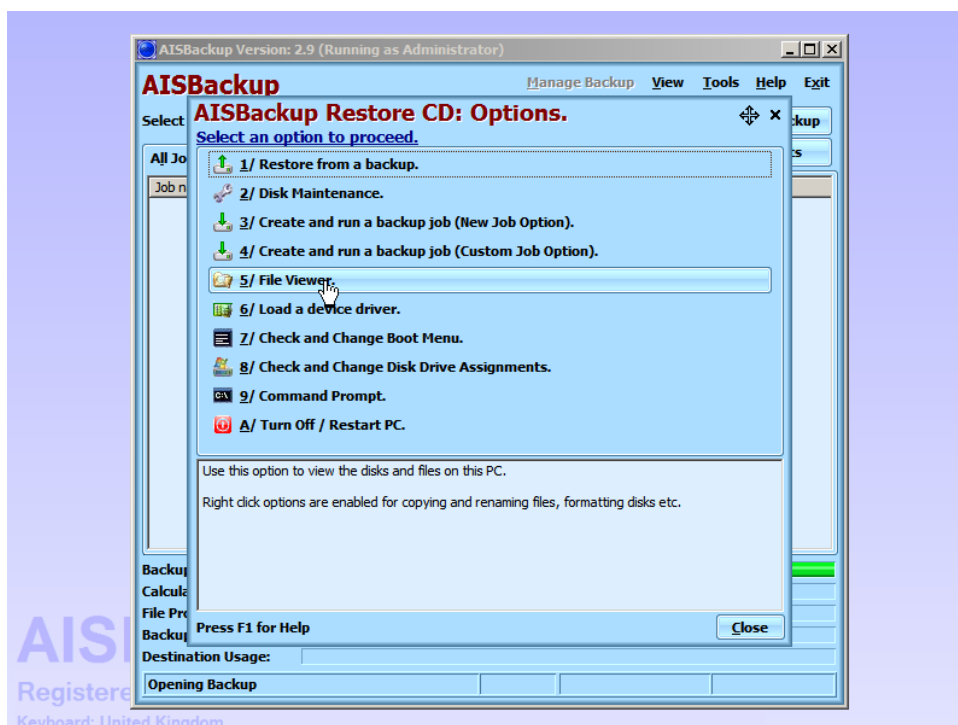 AISBackup Version: 2.9 (Running as Administrator)
AISBackup
Manage Backup View Tools Help Exit
Select
AISBackup Restore CD: Options.
Select an option to proceed.
All
Job
1/ Restore from a backup.
2/ Disk Maintenance.
3/ Create and run a backup job (New Job Option).
4/ Create and run a backup job (Custom Job Option).
5/ File Viewer.
6/ Load a device driver.
7/ Check and Change Boot Menu.
8/ Check and Change Disk Drive Assignments.
9/ Command Prompt.
A/ Turn Off / Restart PC.
Use this option to view the disks and files on this PC.
Right click options are enabled for copying and renaming files, formatting disks etc.
File
Press F1 for Help
Close
Destination Usage:
Opening Backup
Keyboard: United Kingdom